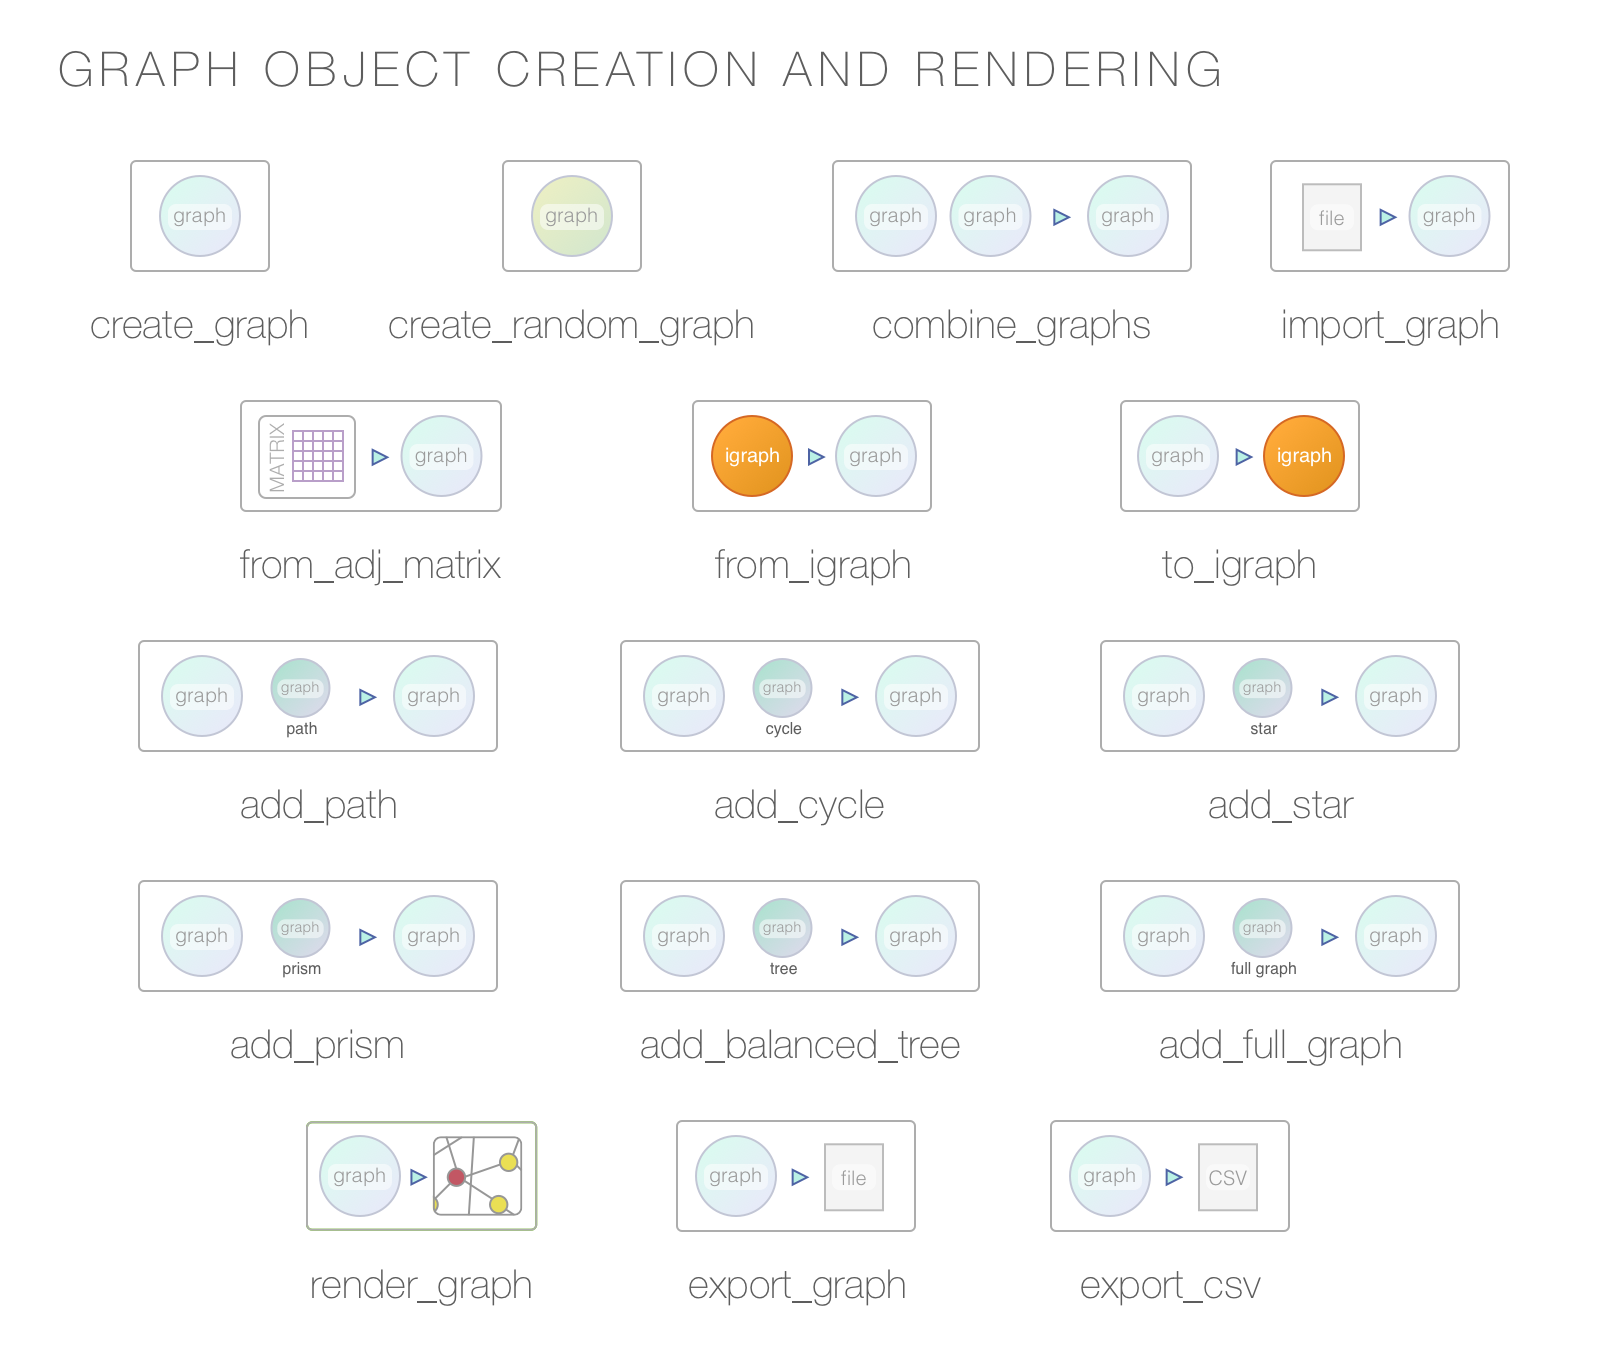 GRAPH OBJECT CREATION AND RENDERING
graph
graph
graph graph graph
file graph
create_graph
create_random_graph
combine_graphs
import_graph
MATRIX graph
igraph graph
graph igraph
from_adj_matrix
from_igraph
to_igraph
graph graph graph
path
graph graph graph
cycle
graph graph graph
star
add_path
add_cycle
add_star
graph graph graph
prism
graph graph graph
tree
graph graph graph
full graph
add_prism
add_balanced_tree
add_full_graph
graph
graph file
graph CSV
render_graph
export_graph
export_csv